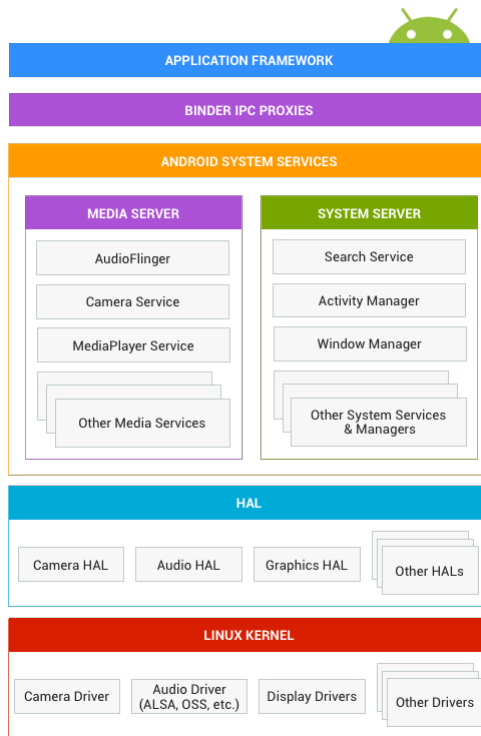 APPLICATION FRAMEWORK
BINDER IPC PROXIES
ANDROID SYSTEM SERVICES
MEDIA SERVER
AudioFlinger
Camera Service
MediaPlayer Service
Other Media Services
SYSTEM SERVER
Search Service
Activity Manager
Window Manager
Other System Services
& Managers
HAL
Camera HAL
Audio HAL
Graphics HAL
Other HALs
LINUX KERNEL
Camera Driver
Audio Driver
(ALSA, OSS, etc.)
Display Drivers
Other Drivers